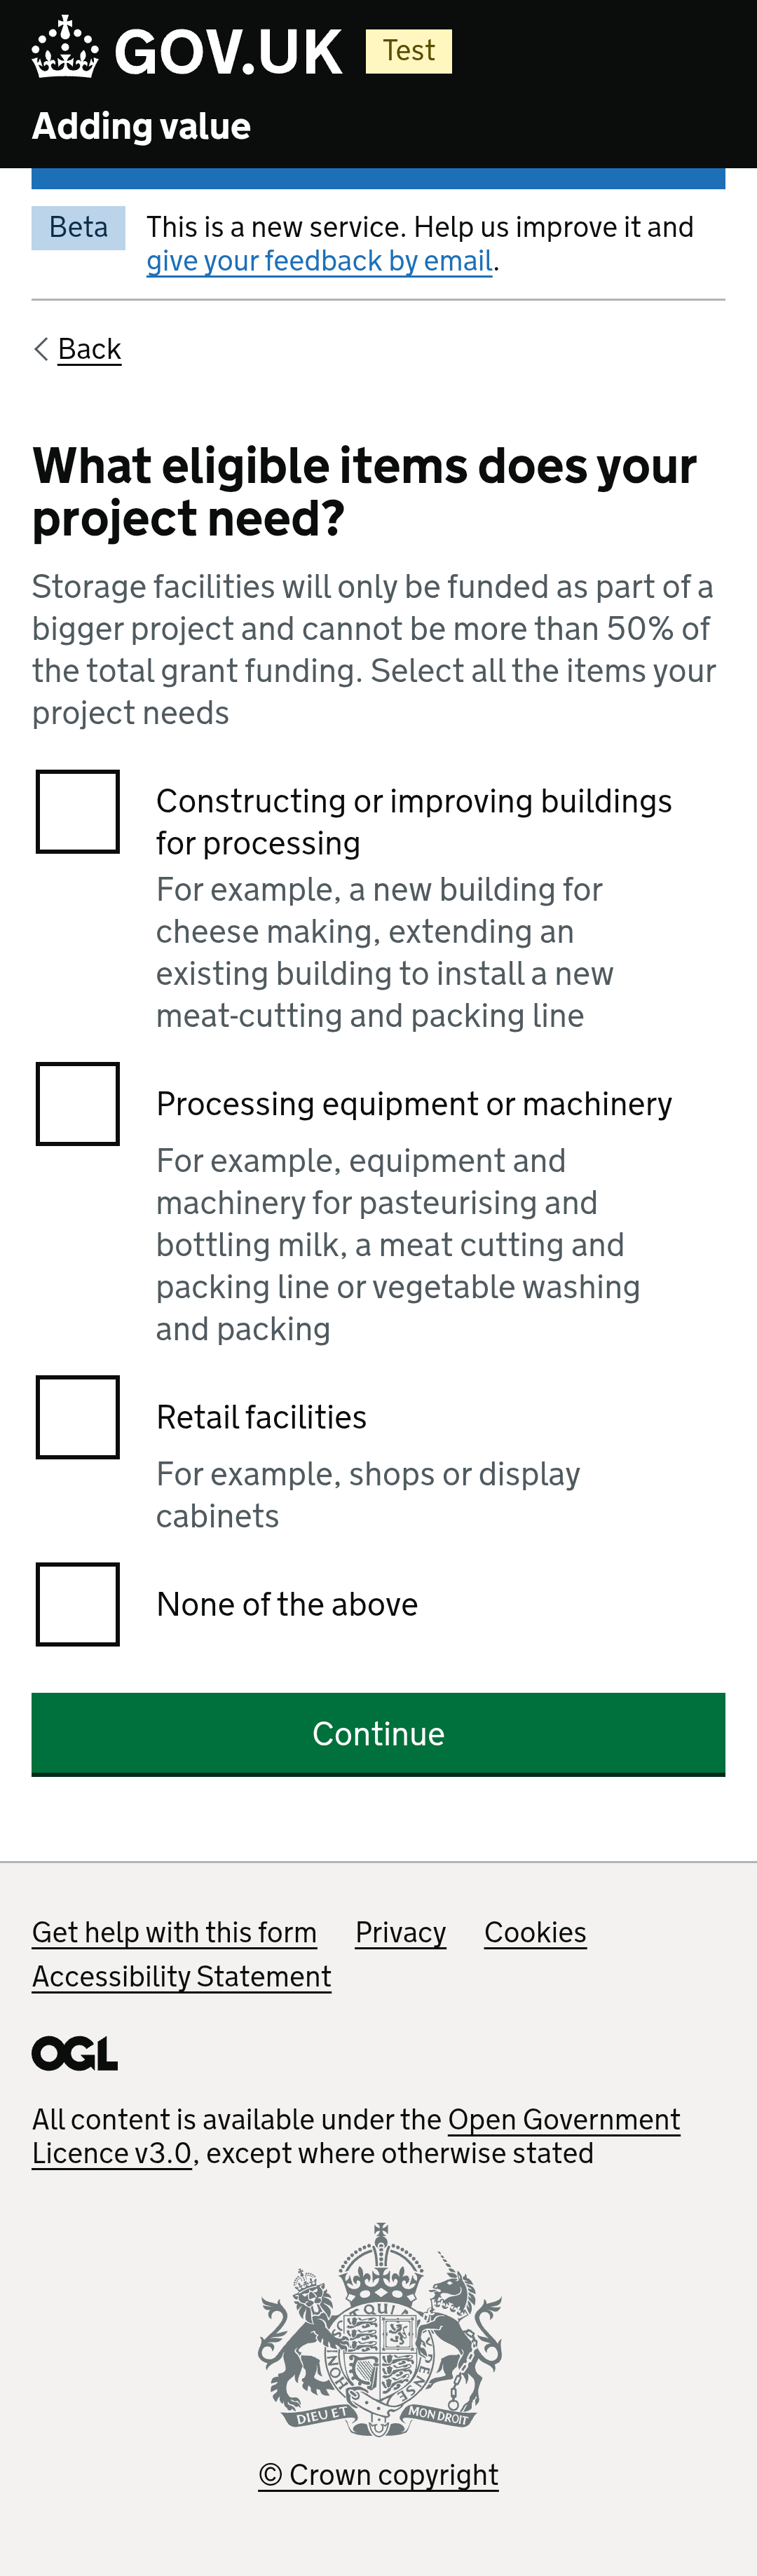 GOV.UK Test
Adding value
Beta
This is a new service. Help us improve it and
give your feedback by email.
Back
What eligible items does your
project need?
Storage facilities will only be funded as part of a
bigger project and cannot be more than 50% of
the total grant funding. Select all the items your
project needs
Constructing or improving buildings
for processing
For example, a new building for
cheese making, extending an
existing building to install a new
meat-cutting and packing line
Processing equipment or machinery
For example, equipment and
machinery for pasteurising and
bottling milk, a meat cutting and
packing line or vegetable washing
and packing
Retail facilities
For example, shops or display
cabinets
None of the above
Continue
Get help with this form Privacy Cookies
Accessibility Statement
OGL
All content is available under the Open Government
Licence v3.0, except where otherwise stated
DIEU ET MON DROIT
© Crown copyright